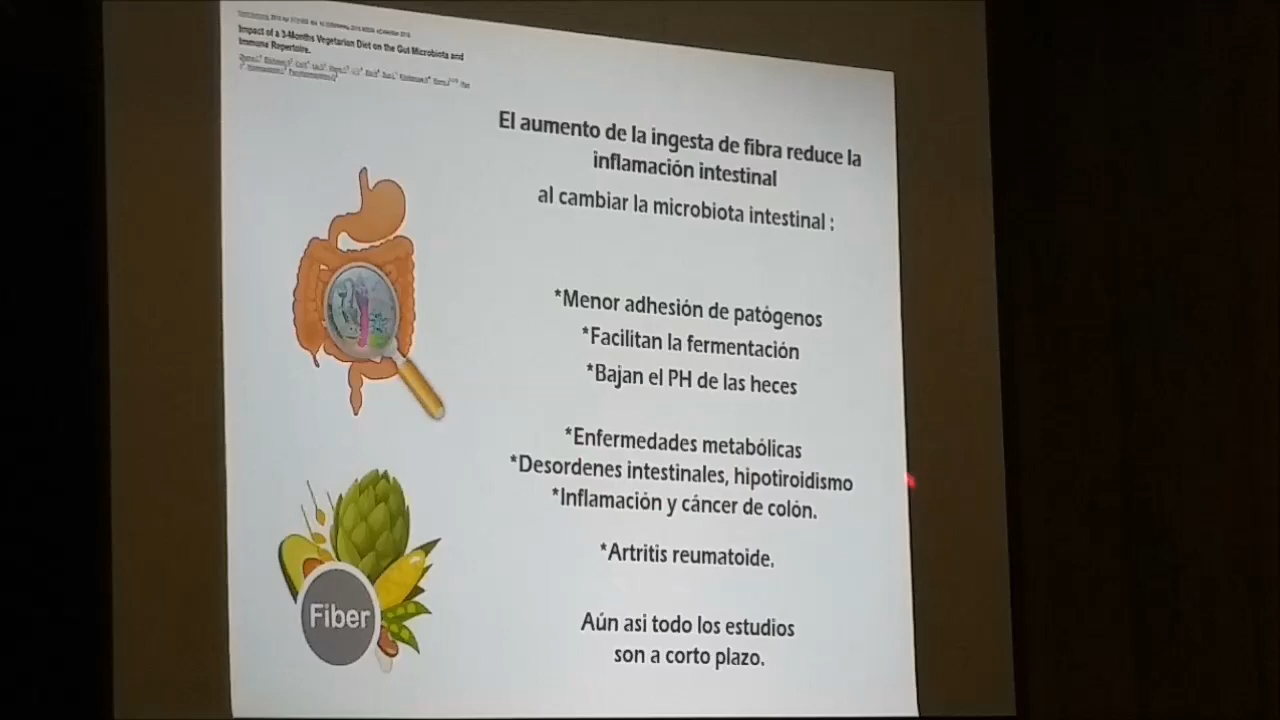 Impact of a 3-Months Vegetarian Diet on the Gut Microbiota and
Immune Repertoire.
El aumento de la ingesta de fibra reduce la
inflamación intestinal
al cambiar la microbiota intestinal :
*Menor adhesión de patógenos
*Facilitan la fermentación
*Bajan el PH de las heces
*Enfermedades metabólicas
*Desordenes intestinales, hipotiroidismo
*Inflamación y cáncer de colón.
*Artritis reumatoide.
Aún asi todo los estudios
son a corto plazo.
Fiber